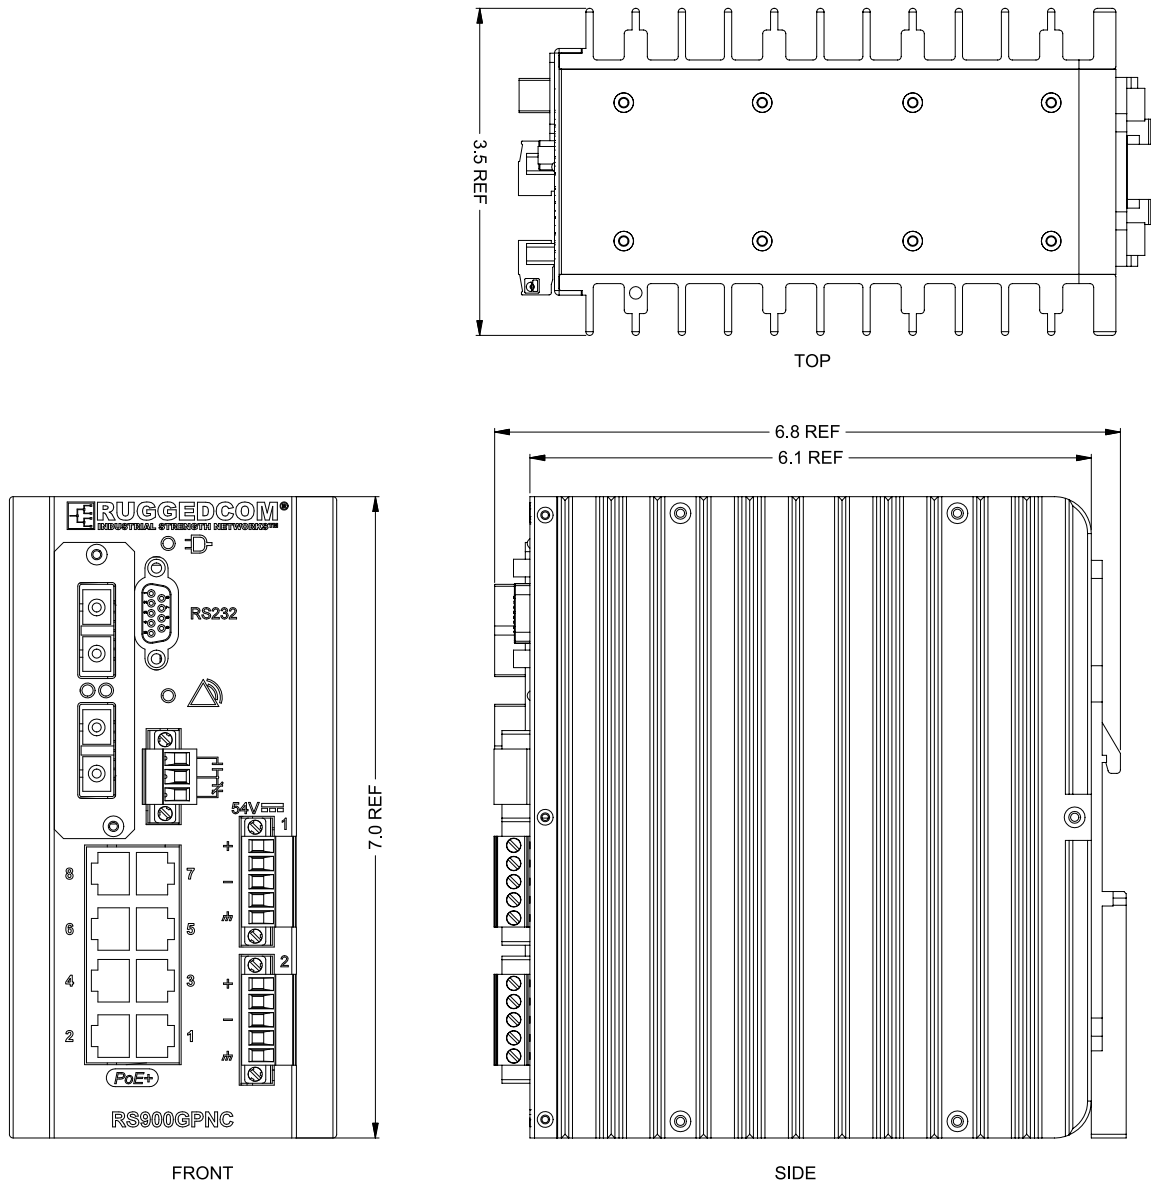 3.5 REF
TOP
6.8 REF
6.1 REF
RUGGEDCOM®
INDUSTRIAL STRENGTH NETWORKS™
RS232
7.0 REF
54V
1
+
8
7
−
6
5
2
4
3
+
−
2
1
PoE+
RS900GPNC
FRONT
SIDE